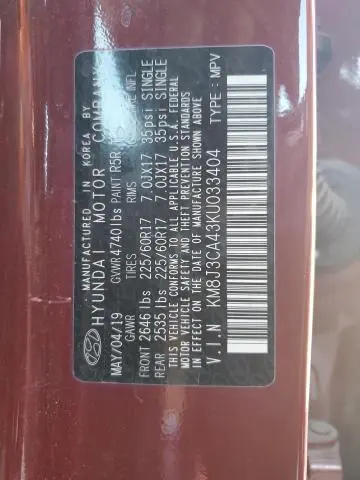 MANUFACTURED IN KOREA BY
HYUNDAI MOTOR COMPANY
MAY/04/19 GVWR 4740lbs PAINT: R5R
GAWR TIRES RIMS INFL
FRONT 2646 lbs 225/60R17 7.0JX17 35psi SINGLE
REAR 2535 lbs 225/60R17 7.0JX17 35psi SINGLE
THIS VEHICLE CONFORMS TO ALL APPLICABLE U.S.A. FEDERAL
MOTOR VEHICLE SAFETY AND THEFT PREVENTION STANDARDS
IN EFFECT ON THE DATE OF MANUFACTURE SHOWN ABOVE.
V.I.N KM8J3CA43KU033404 TYPE: MPV